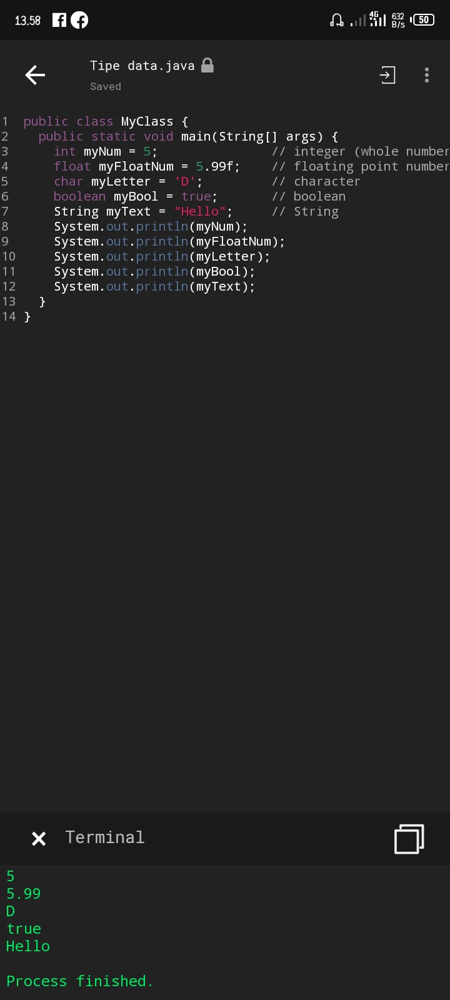 13.58 4G 632 B/s 50
Tipe data.java
Saved
1 public class MyClass {
2   public static void main(String[] args) {
3     int myNum = 5;               // integer (whole number
4     float myFloatNum = 5.99f;    // floating point number
5     char myLetter = 'D';         // character
6     boolean myBool = true;       // boolean
7     String myText = "Hello";     // String
8     System.out.println(myNum);
9     System.out.println(myFloatNum);
10     System.out.println(myLetter);
11     System.out.println(myBool);
12     System.out.println(myText);
13   }
14 }
Terminal
5
5.99
D
true
Hello
Process finished.